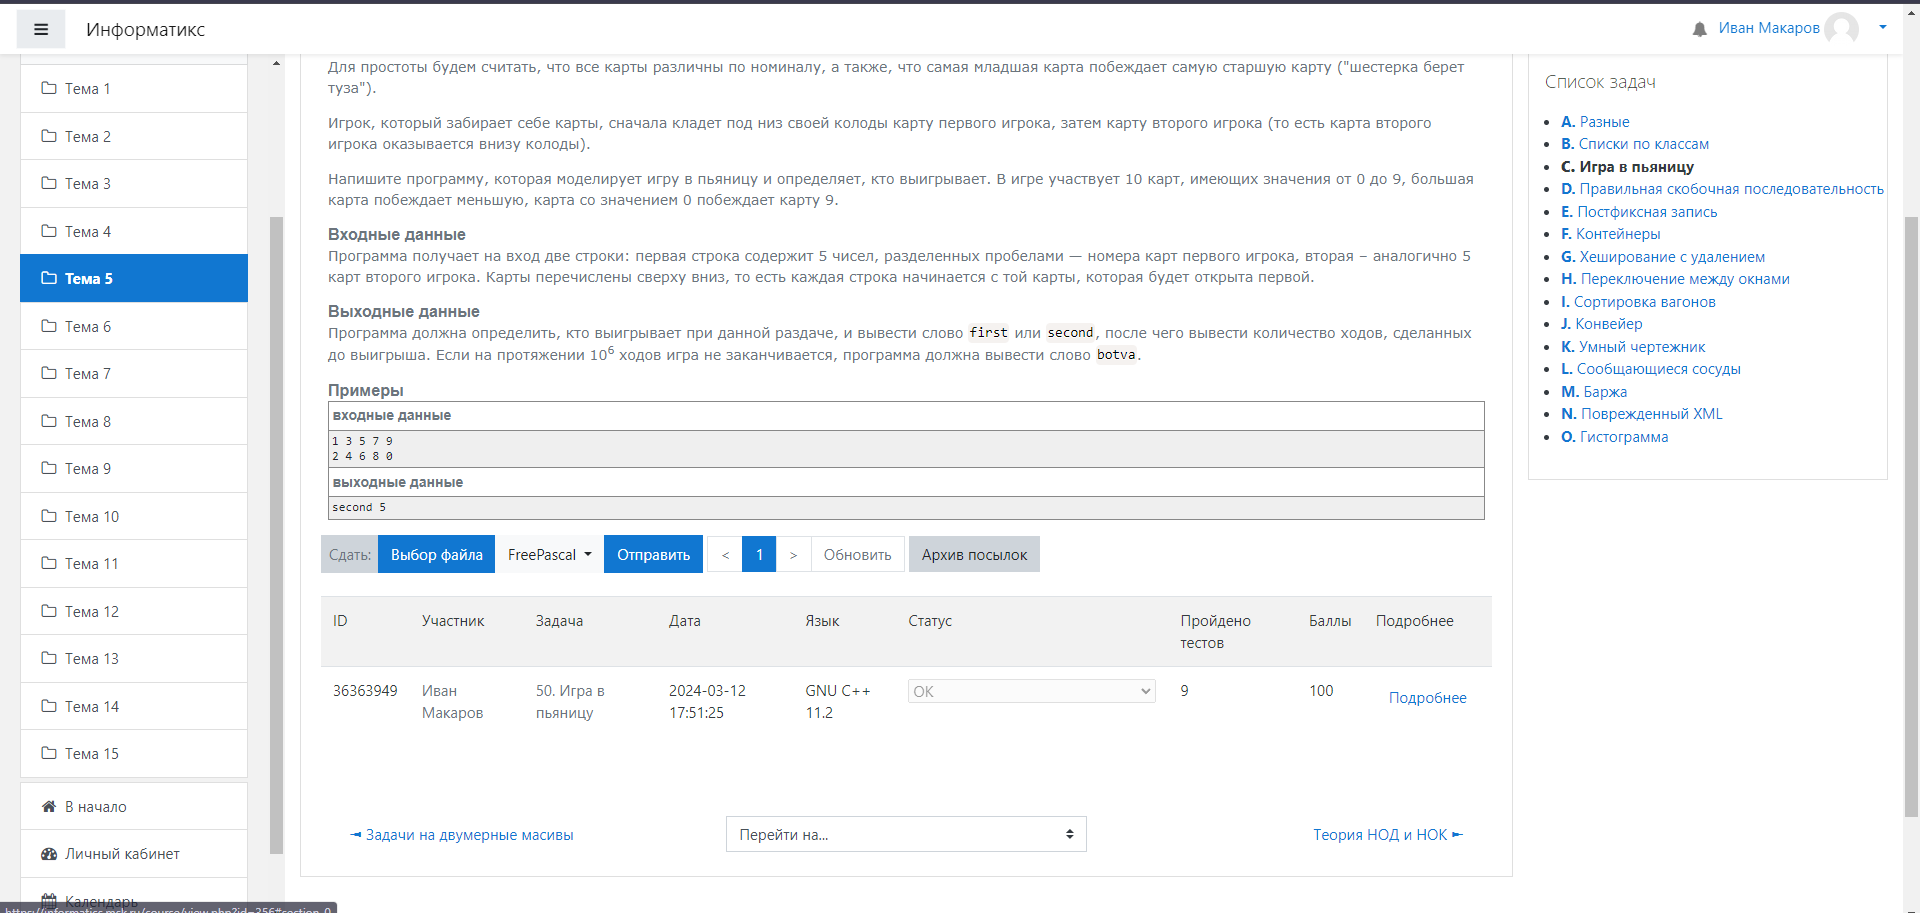 Информатикс
Иван Макаров
Тема 1
Тема 2
Тема 3
Тема 4
Тема 5
Тема 6
Тема 7
Тема 8
Тема 9
Тема 10
Тема 11
Тема 12
Тема 13
Тема 14
Тема 15
В начало
Личный кабинет
Календарь
https://informatics.msk.ru/course/view.php?id=356#section-0
Для простоты будем считать, что все карты различны по номиналу, а также, что самая младшая карта побеждает самую старшую карту ("шестерка берет
туза").
Игрок, который забирает себе карты, сначала кладет под низ своей колоды карту первого игрока, затем карту второго игрока (то есть карта второго
игрока оказывается внизу колоды).
Напишите программу, которая моделирует игру в пьяницу и определяет, кто выигрывает. В игре участвует 10 карт, имеющих значения от 0 до 9, большая
карта побеждает меньшую, карта со значением 0 побеждает карту 9.
Входные данные
Программа получает на вход две строки: первая строка содержит 5 чисел, разделенных пробелами — номера карт первого игрока, вторая – аналогично 5
карт второго игрока. Карты перечислены сверху вниз, то есть каждая строка начинается с той карты, которая будет открыта первой.
Выходные данные
Программа должна определить, кто выигрывает при данной раздаче, и вывести слово first или second, после чего вывести количество ходов, сделанных
до выигрыша. Если на протяжении 10⁶ ходов игра не заканчивается, программа должна вывести слово botva.
Примеры
входные данные
1 3 5 7 9
2 4 6 8 0
выходные данные
second 5
Сдать: Выбор файла FreePascal Отправить < 1 > Обновить Архив посылок
ID Участник Задача Дата Язык Статус Пройдено Баллы Подробнее
тестов
36363949 Иван 50. Игра в 2024-03-12 GNU C++ OK 9 100 Подробнее
Макаров пьяницу 17:51:25 11.2
◄ Задачи на двумерные масивы Перейти на... Теория НОД и НОК ►
Список задач
A. Разные
B. Списки по классам
C. Игра в пьяницу
D. Правильная скобочная последовательность
E. Постфиксная запись
F. Контейнеры
G. Хеширование с удалением
H. Переключение между окнами
I. Сортировка вагонов
J. Конвейер
K. Умный чертежник
L. Сообщающиеся сосуды
M. Баржа
N. Поврежденный XML
O. Гистограмма